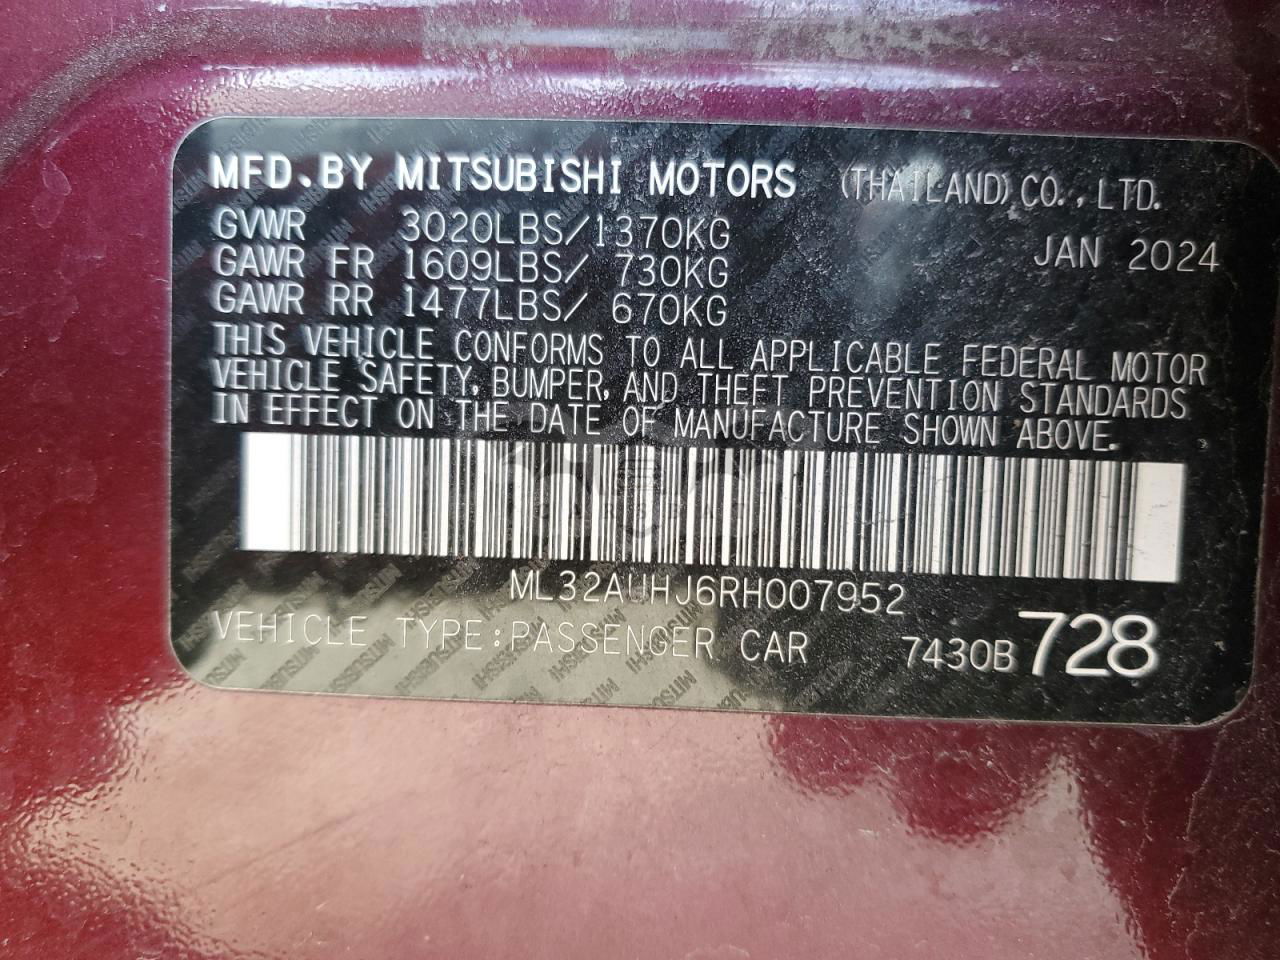 MFD.BY MITSUBISHI MOTORS (THAILAND) CO.,LTD.
GVWR 3020LBS/1370KG JAN 2024
GAWR FR 1609LBS/ 730KG
GAWR RR 1477LBS/ 670KG
THIS VEHICLE CONFORMS TO ALL APPLICABLE FEDERAL MOTOR
VEHICLE SAFETY, BUMPER, AND THEFT PREVENTION STANDARDS
IN EFFECT ON THE DATE OF MANUFACTURE SHOWN ABOVE.
ML32AUHJ6RH007952
VEHICLE TYPE:PASSENGER CAR 7430B 728